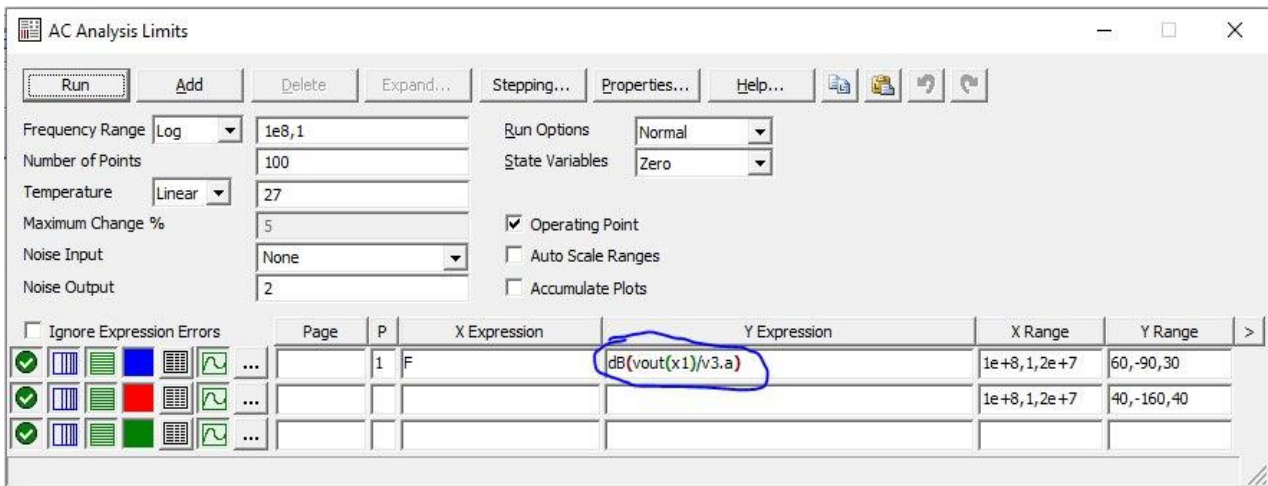 AC Analysis Limits
Run Add Delete Expand... Stepping... Properties... Help...
Frequency Range Log 1e8,1 Run Options Normal
Number of Points 100 State Variables Zero
Temperature Linear 27
Maximum Change % 5 Operating Point
Noise Input None Auto Scale Ranges
Noise Output 2 Accumulate Plots
Ignore Expression Errors Page P X Expression Y Expression X Range Y Range >
... 1 F dB(vout(x1)/v3.a) 1e+8,1,2e+7 60,-90,30
... 1e+8,1,2e+7 40,-160,40
...